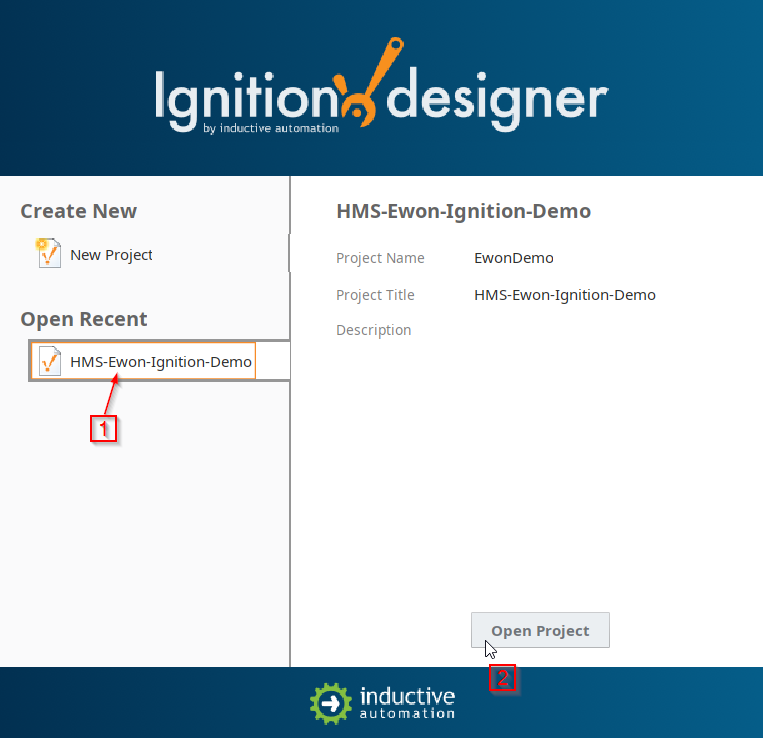 Ignition designer
by inductive automation
Create New
New Project
Open Recent
HMS-Ewon-Ignition-Demo
1
HMS-Ewon-Ignition-Demo
Project Name EwonDemo
Project Title HMS-Ewon-Ignition-Demo
Description
Open Project
2
inductive
automation